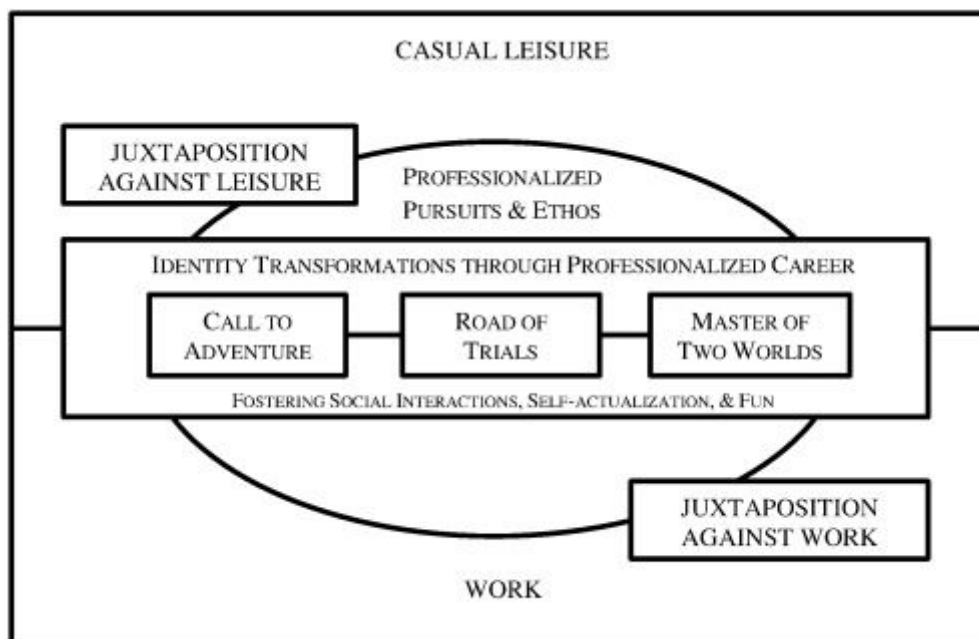 CASUAL LEISURE
JUXTAPOSITION
AGAINST LEISURE
PROFESSIONALIZED
PURSUITS & ETHOS
IDENTITY TRANSFORMATIONS THROUGH PROFESSIONALIZED CAREER
CALL TO
ADVENTURE
ROAD OF
TRIALS
MASTER OF
TWO WORLDS
FOSTERING SOCIAL INTERACTIONS, SELF-ACTUALIZATION, & FUN
JUXTAPOSITION
AGAINST WORK
WORK